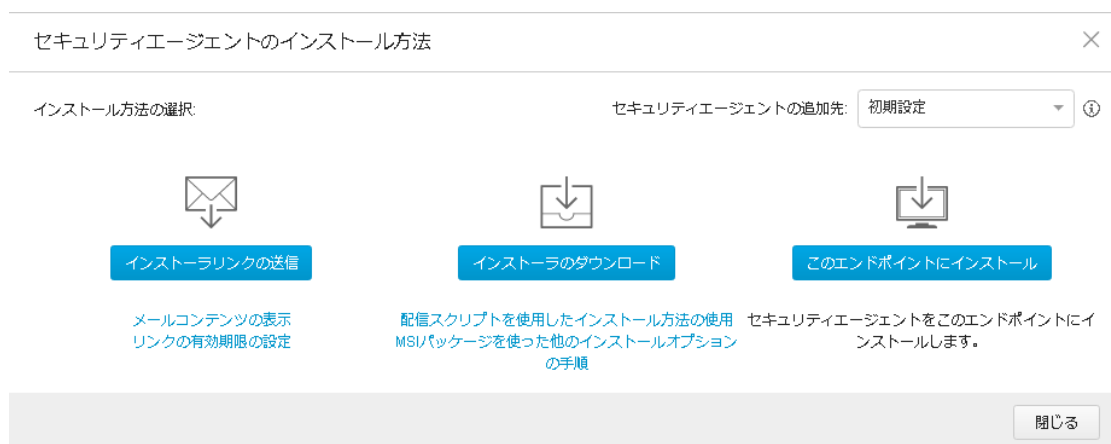 セキュリティエージェントのインストール方法
インストール方法の選択:
セキュリティエージェントの追加先:
初期設定
インストーラリンクの送信
インストーラのダウンロード
このエンドポイントにインストール
メールコンテンツの表示
リンクの有効期限の設定
配信スクリプトを使用したインストール方法の使用
MSIパッケージを使った他のインストールオプション
の手順
セキュリティエージェントをこのエンドポイントにイ
ンストールします。
閉じる